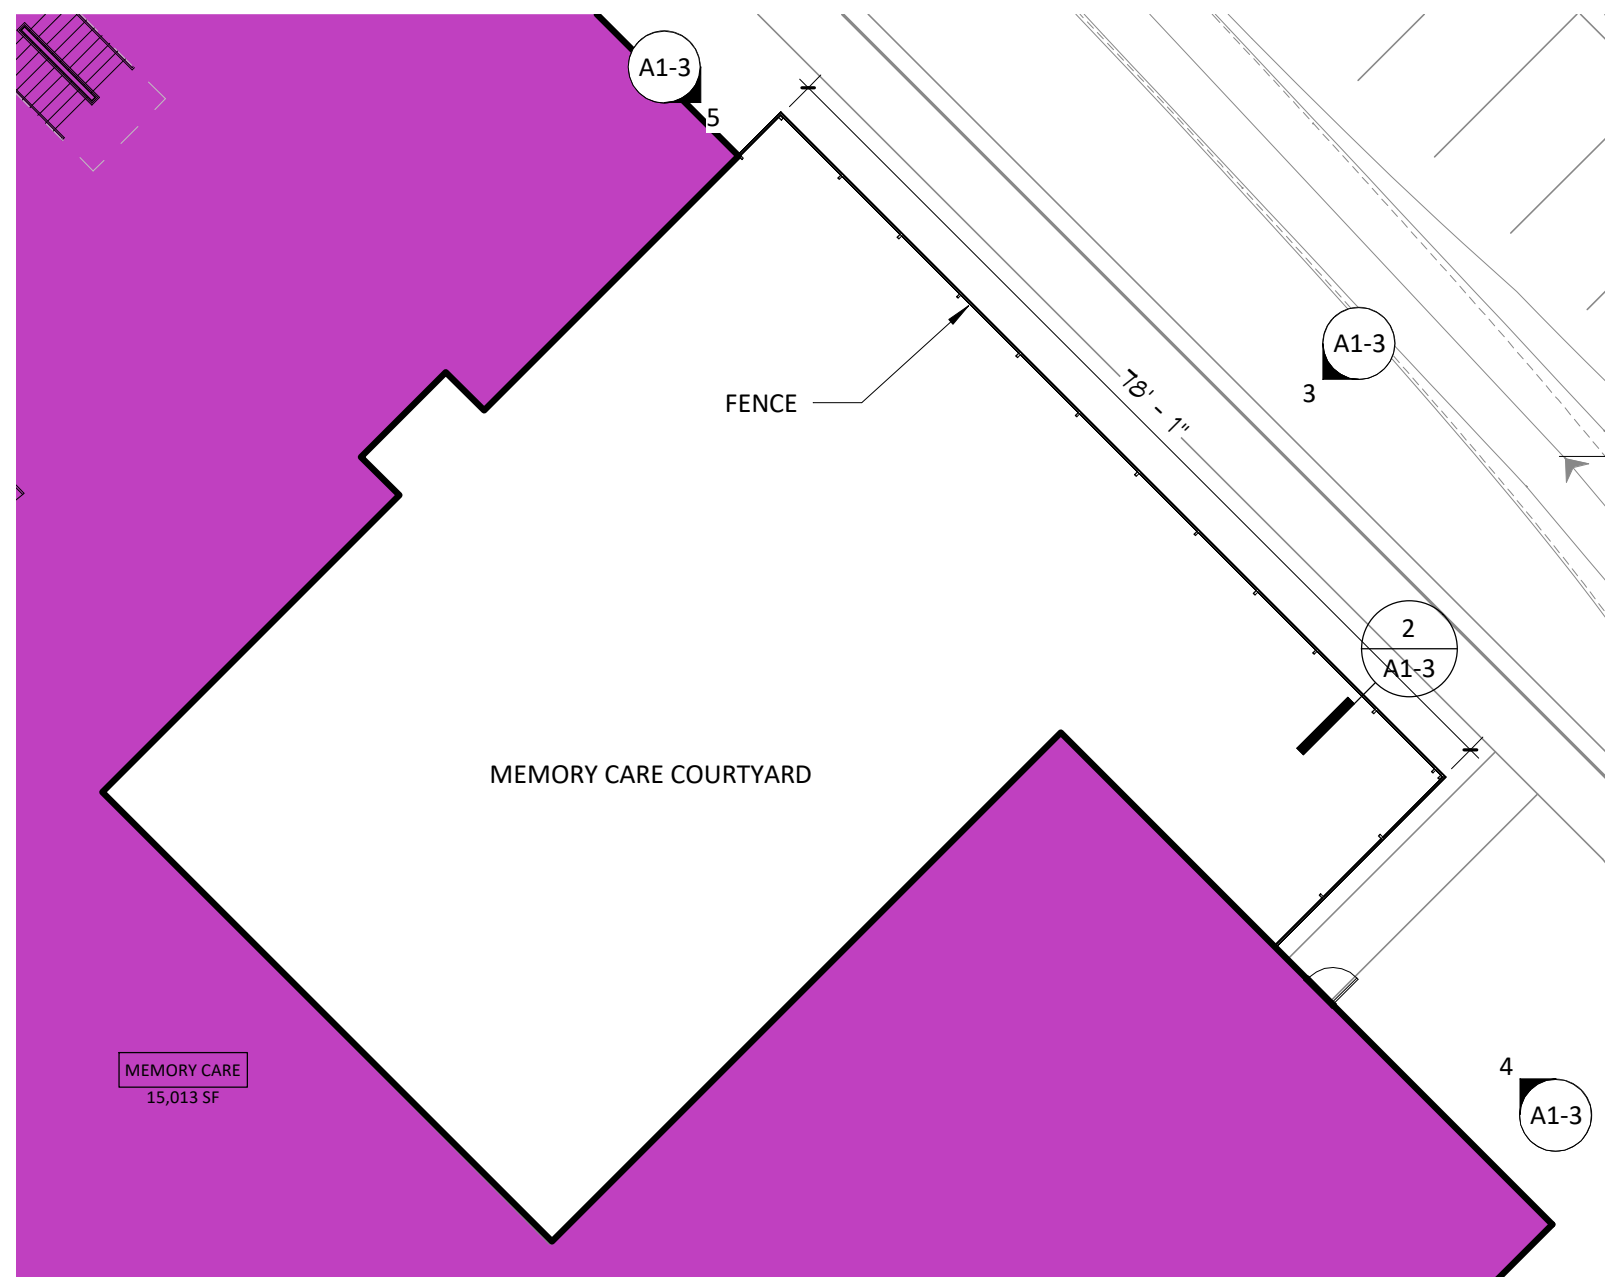 A1-3
5
A1-3
3
78' - 1"
FENCE
2
A1-3
MEMORY CARE COURTYARD
MEMORY CARE
15,013 SF
4
A1-3